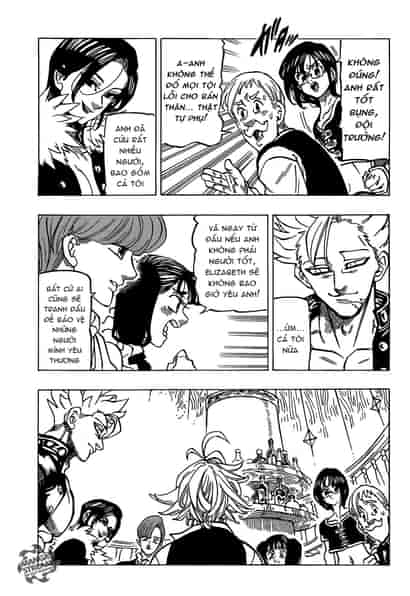 KHÔNG
ĐÚNG!
ANH RẤT
TỐT
BỤNG,
ĐỘI
TRƯỞNG!
A-ANH
KHÔNG THỂ
ĐỔ MỌI TỘI
LỖI CHO BẢN
THÂN... THẬT
TỰ PHỤ!
ANH ĐÃ
CỨU RẤT
NHIỀU
NGƯỜI,
BAO GỒM
CẢ TÔI
...ỪM...
CẢ TÔI
NỮA
VÀ NGAY TỪ
ĐẦU NẾU ANH
KHÔNG PHẢI
NGƯỜI TỐT,
ELIZABETH SẼ
KHÔNG BAO
GIỜ YÊU ANH!
BẤT CỨ AI
CŨNG SẼ
TRANH ĐẤU
ĐỂ BẢO VỆ
NHỮNG
NGƯỜI
MÌNH YÊU
THƯƠNG